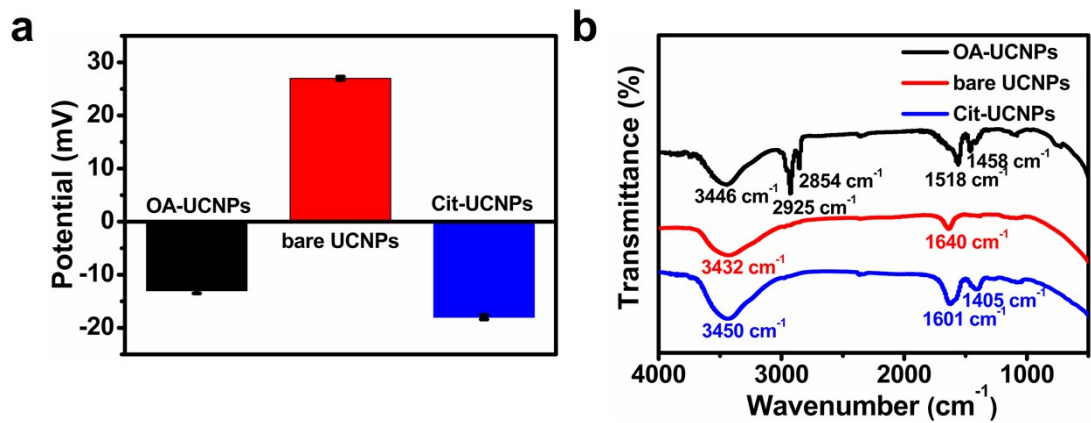 a
Potential (mV)
30
20
10
0
-10
-20
OA-UCNPs
bare UCNPs
Cit-UCNPs
b
Transmittance (%)
OA-UCNPs
bare UCNPs
Cit-UCNPs
3446 cm-1
2925 cm-1
2854 cm-1
1518 cm-1
1458 cm-1
3432 cm-1
1640 cm-1
3450 cm-1
1601 cm-1
1405 cm-1
4000
3000
2000
1000
Wavenumber (cm-1)